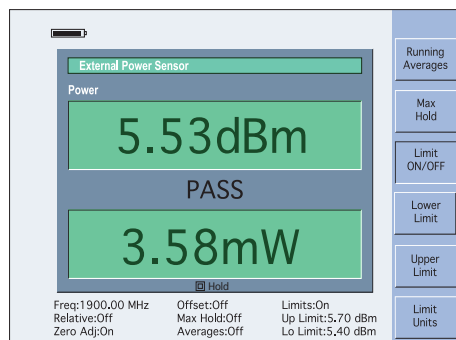 External Power Sensor
Power
5.53dBm
PASS
3.58mW
Hold
Freq:1900.00 MHz Offset:Off Limits:On
Relative:Off Max Hold:Off Up Limit:5.70 dBm
Zero Adj:On Averages:Off Lo Limit:5.40 dBm
Running
Averages
Max
Hold
Limit
ON/OFF
Lower
Limit
Upper
Limit
Limit
Units